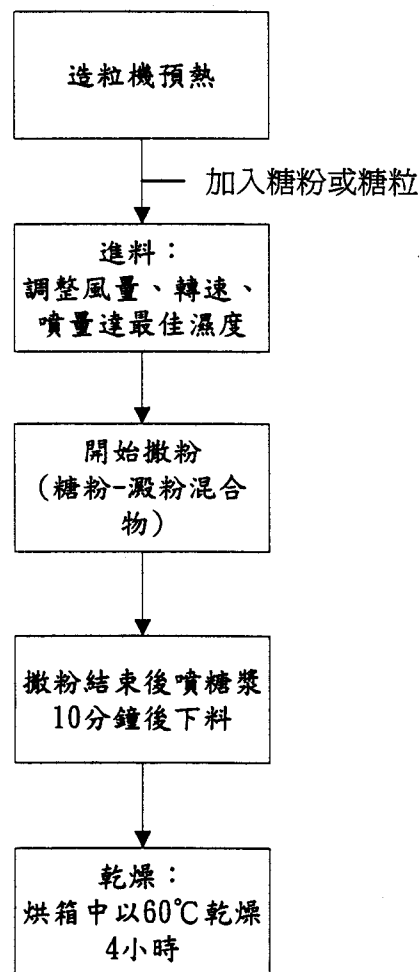 造粒機預熱
加入糖粉或糖粒
進料：
調整風量、轉速、
噴量達最佳濕度
開始撒粉
(糖粉-澱粉混合
物)
撒粉結束後噴糖漿
10分鐘後下料
乾燥：
烘箱中以60℃乾燥
4小時